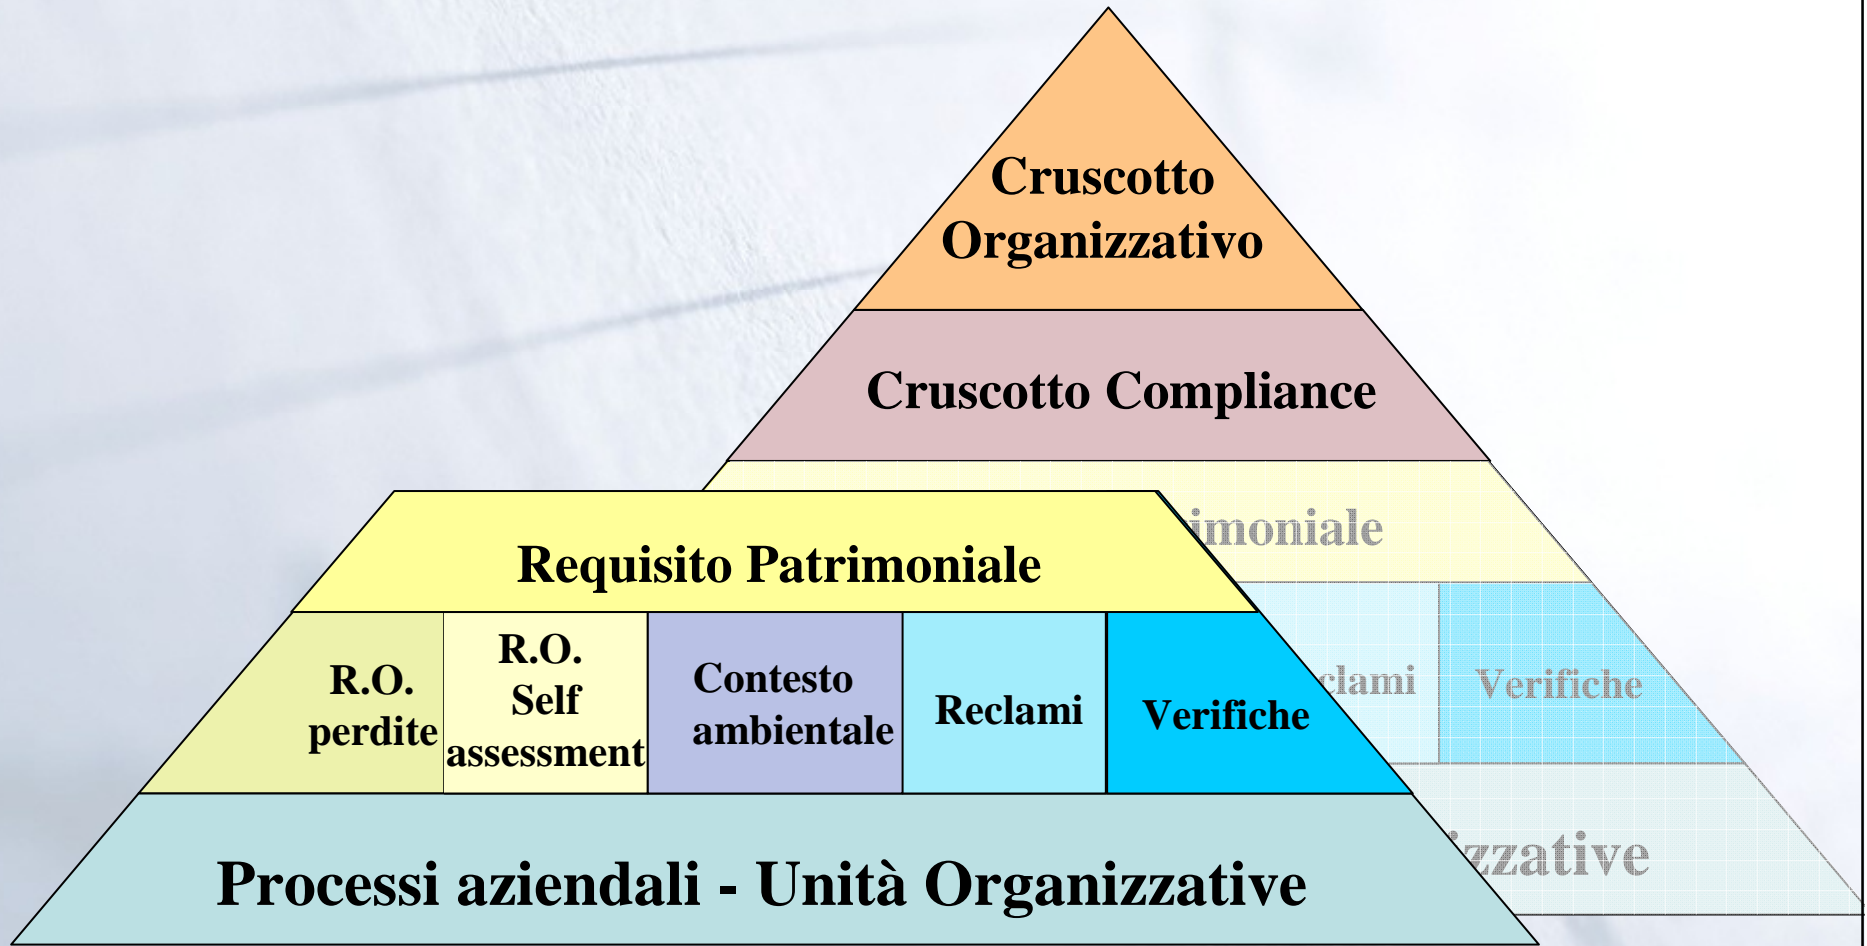 Cruscotto
Organizzativo
Cruscotto Compliance
imoniale
Requisito Patrimoniale
R.O.
perdite
R.O.
Self
assessment
Contesto
ambientale
Reclami
Verifiche
clami
Verifiche
Processi aziendali - Unità Organizzative
zzative